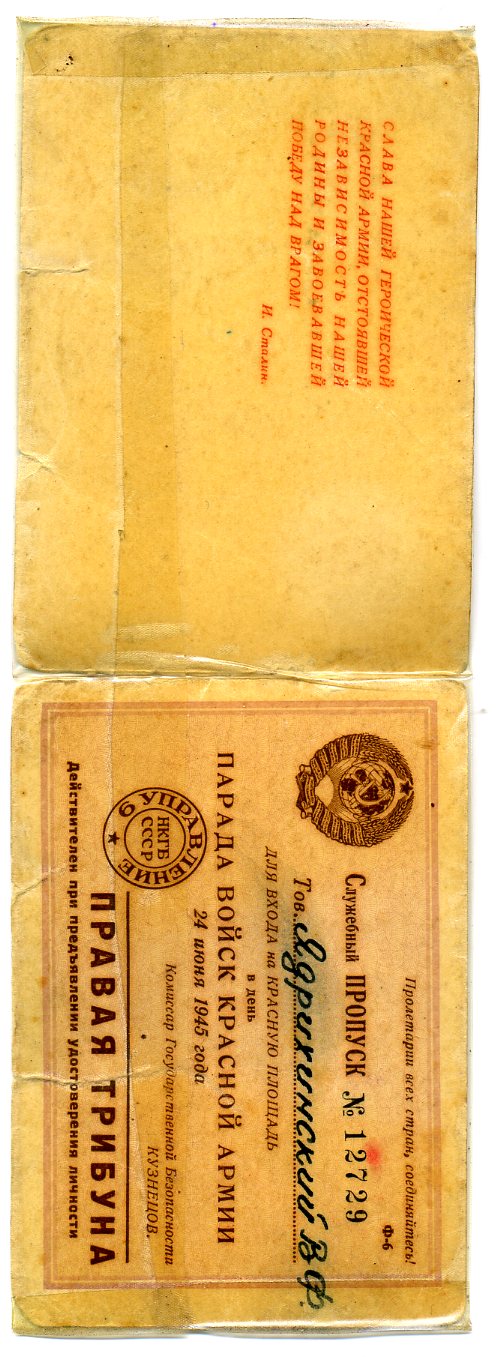 СЛАВА НАШЕЙ ГЕРОИЧЕСКОЙ
КРАСНОЙ АРМИИ, ОТСТОЯВШЕЙ
НЕЗАВИСИМОСТЬ НАШЕЙ
РОДИНЫ И ЗАВОЕВАВШЕЙ
ПОБЕДУ НАД ВРАГОМ!
И. Сталин.
Пролетарии всех стран, соединяйтесь!
Ф-6
Служебный ПРОПУСК № 12729
Тов. Ядрихинский В Ф
ДЛЯ ВХОДА на КРАСНУЮ ПЛОЩАДЬ
в день
ПАРАДА ВОЙСК КРАСНОЙ АРМИИ
24 июня 1945 года
Комиссар Государственной Безопасности
КУЗНЕЦОВ.
6 УПРАВЛЕНИЕ
НКГБ
СССР
ПРАВАЯ ТРИБУНА
Действителен при предъявлении удостоверения личности